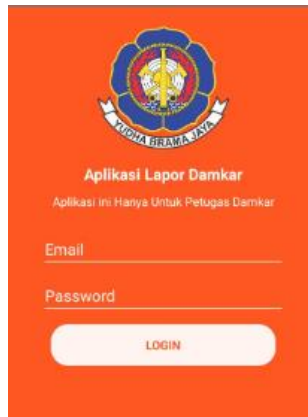 YUDHA BRAMA JAYA
Aplikasi Lapor Damkar
Aplikasi ini Hanya Untuk Petugas Damkar
Email
Password
LOGIN